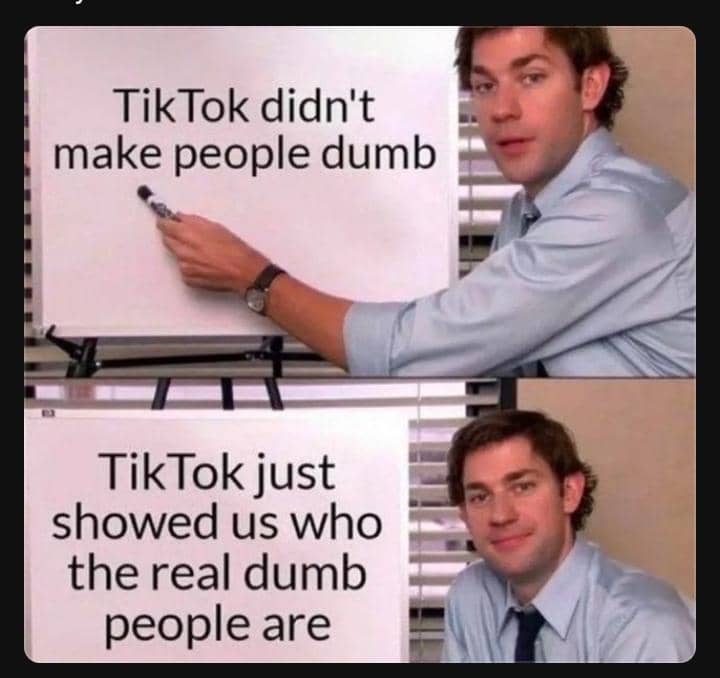 TikTok didn't
make people dumb
TikTok just
showed us who
the real dumb
people are